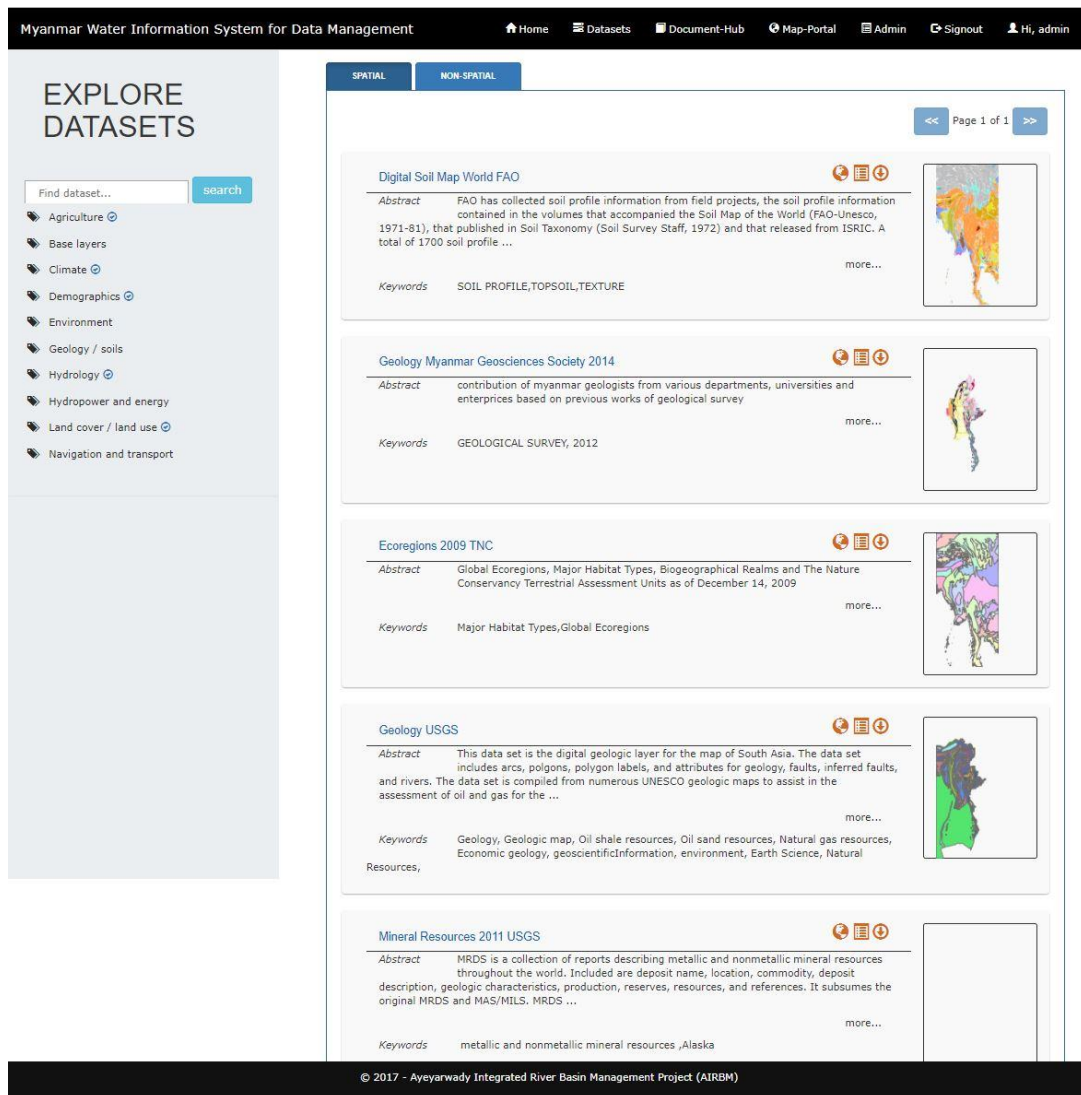 Myanmar Water Information System for Data Management
Home Datasets Document-Hub Map-Portal Admin Signout Hi, admin
EXPLORE
DATASETS
Find dataset... search
Agriculture
Base layers
Climate
Demographics
Environment
Geology / soils
Hydrology
Hydropower and energy
Land cover / land use
Navigation and transport
SPATIAL NON-SPATIAL
<< Page 1 of 1 >>
Digital Soil Map World FAO
Abstract FAO has collected soil profile information from field projects, the soil profile information
contained in the volumes that accompanied the Soil Map of the World (FAO-Unesco,
1971-81), that published in Soil Taxonomy (Soil Survey Staff, 1972) and that released from ISRIC. A
total of 1700 soil profile ...
more...
Keywords SOIL PROFILE,TOPSOIL,TEXTURE
Geology Myanmar Geosciences Society 2014
Abstract contribution of myanmar geologists from various departments, universities and
enterprices based on previous works of geological survey
more...
Keywords GEOLOGICAL SURVEY, 2012
Ecoregions 2009 TNC
Abstract Global Ecoregions, Major Habitat Types, Biogeographical Realms and The Nature
Conservancy Terrestrial Assessment Units as of December 14, 2009
more...
Keywords Major Habitat Types,Global Ecoregions
Geology USGS
Abstract This data set is the digital geologic layer for the map of South Asia. The data set
includes arcs, polgons, polygon labels, and attributes for geology, faults, inferred faults,
and rivers. The data set is compiled from numerous UNESCO geologic maps to assist in the
assessment of oil and gas for the ...
more...
Keywords Geology, Geologic map, Oil shale resources, Oil sand resources, Natural gas resources,
Economic geology, geoscientificInformation, environment, Earth Science, Natural
Resources,
Mineral Resources 2011 USGS
Abstract MRDS is a collection of reports describing metallic and nonmetallic mineral resources
throughout the world. Included are deposit name, location, commodity, deposit
description, geologic characteristics, production, reserves, resources, and references. It subsumes the
original MRDS and MAS/MILS. MRDS ...
more...
Keywords metallic and nonmetallic mineral resources ,Alaska
© 2017 - Ayeyarwady Integrated River Basin Management Project (AIRBM)